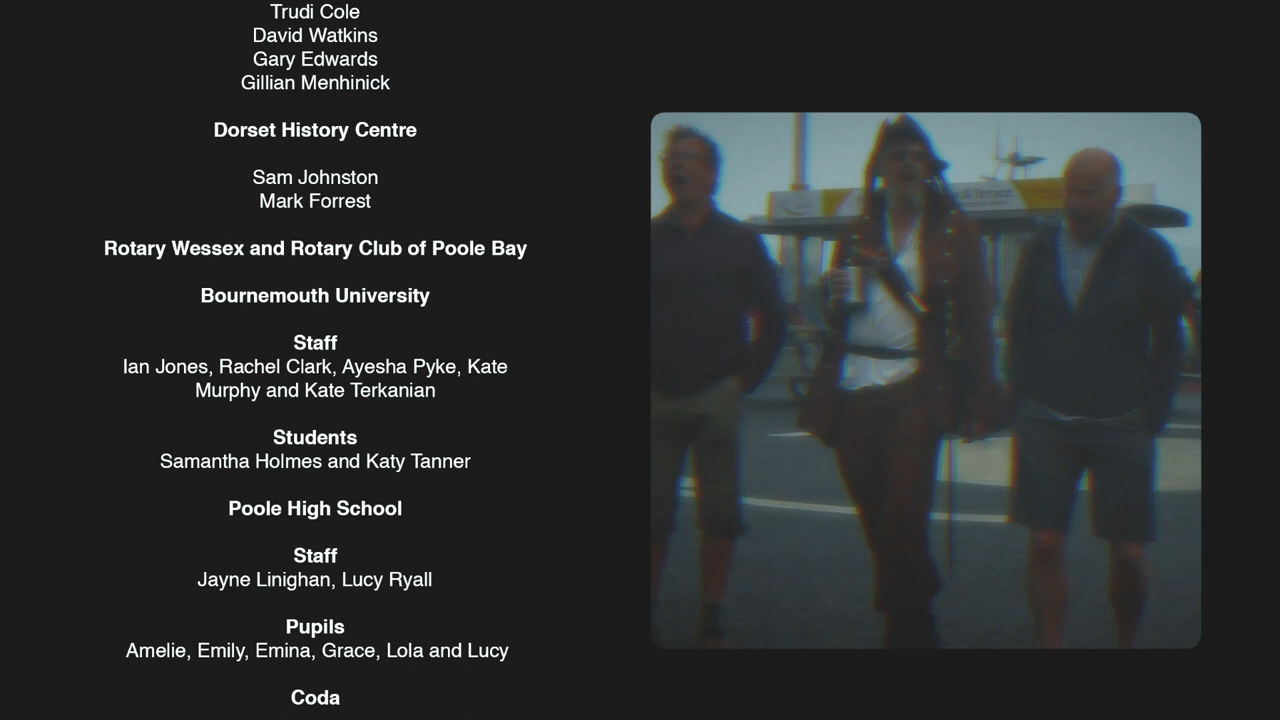 Trudi Cole
David Watkins
Gary Edwards
Gillian Menhinick
Dorset History Centre
Sam Johnston
Mark Forrest
Rotary Wessex and Rotary Club of Poole Bay
Bournemouth University
Staff
Ian Jones, Rachel Clark, Ayesha Pyke, Kate
Murphy and Kate Terkanian
Students
Samantha Holmes and Katy Tanner
Poole High School
Staff
Jayne Linighan, Lucy Ryall
Pupils
Amelie, Emily, Emina, Grace, Lola and Lucy
Coda
Terrace